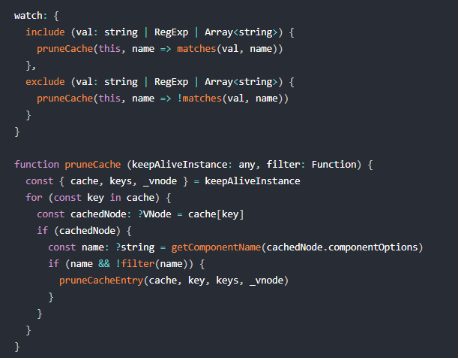 watch: {
  include (val: string | RegExp | Array<string>) {
    pruneCache(this, name => matches(val, name))
  },
  exclude (val: string | RegExp | Array<string>) {
    pruneCache(this, name => !matches(val, name))
  }
}

function pruneCache (keepAliveInstance: any, filter: Function) {
  const { cache, keys, _vnode } = keepAliveInstance
  for (const key in cache) {
    const cachedNode: ?VNode = cache[key]
    if (cachedNode) {
      const name: ?string = getComponentName(cachedNode.componentOptions)
      if (name && !filter(name)) {
        pruneCacheEntry(cache, key, keys, _vnode)
      }
    }
  }
}